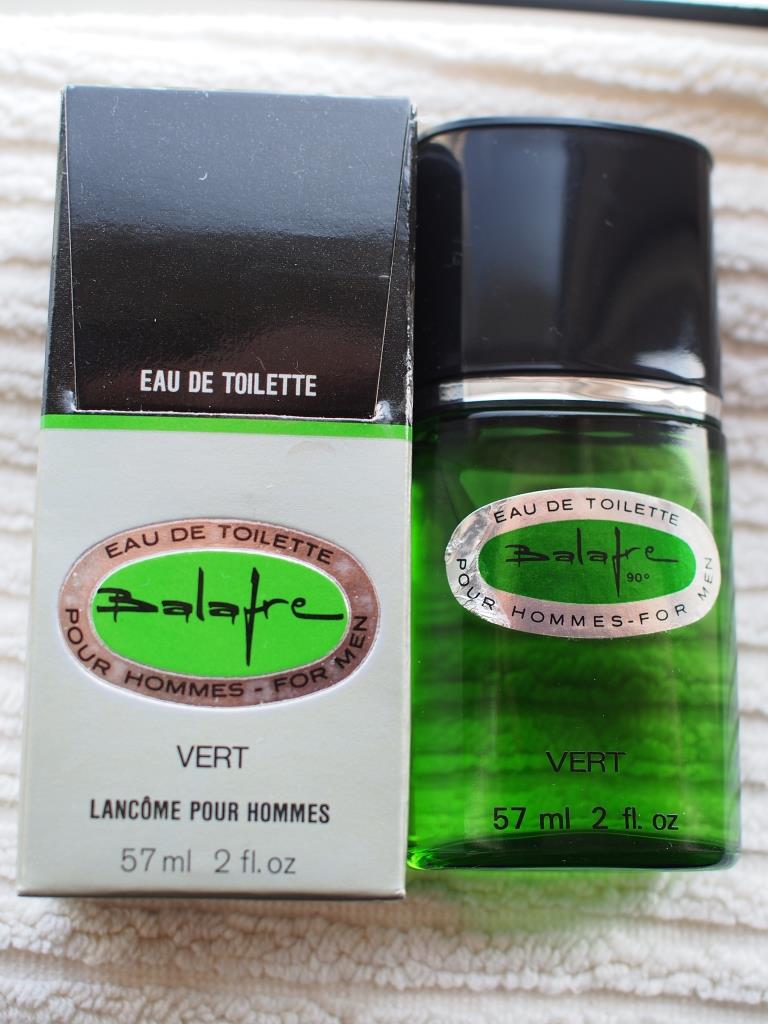 EAU DE TOILETTE
EAU DE TOILETTE
Balafre
POUR HOMMES - FOR MEN
VERT
LANCÔME POUR HOMMES
57 ml 2 fl. oz
EAU DE TOILETTE
Balafre
90°
POUR HOMMES-FOR MEN
VERT
57 ml 2 fl. oz